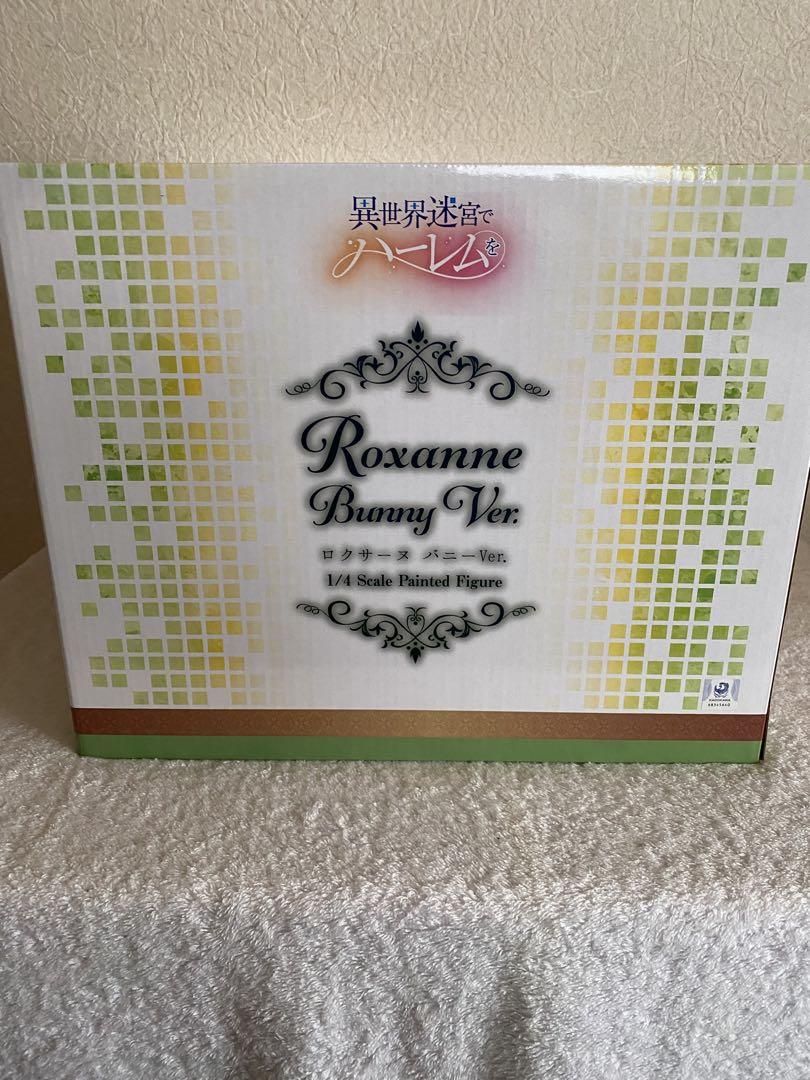 異世界迷宮で
ハーレムを
Roxanne
Bunny Ver.
ロクサーヌ バニーVer.
1/4 Scale Painted Figure
KADOKAWA